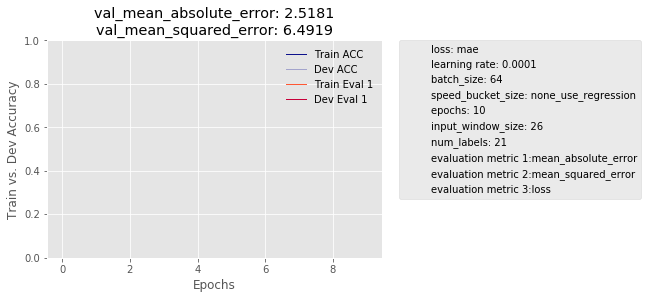 val_mean_absolute_error: 2.5181
val_mean_squared_error: 6.4919
Train vs. Dev Accuracy
1.0
0.8
0.6
0.4
0.2
0.0
0
2
4
6
8
Epochs
Train ACC
Dev ACC
Train Eval 1
Dev Eval 1
loss: mae
learning rate: 0.0001
batch_size: 64
speed_bucket_size: none_use_regression
epochs: 10
input_window_size: 26
num_labels: 21
evaluation metric 1:mean_absolute_error
evaluation metric 2:mean_squared_error
evaluation metric 3:loss